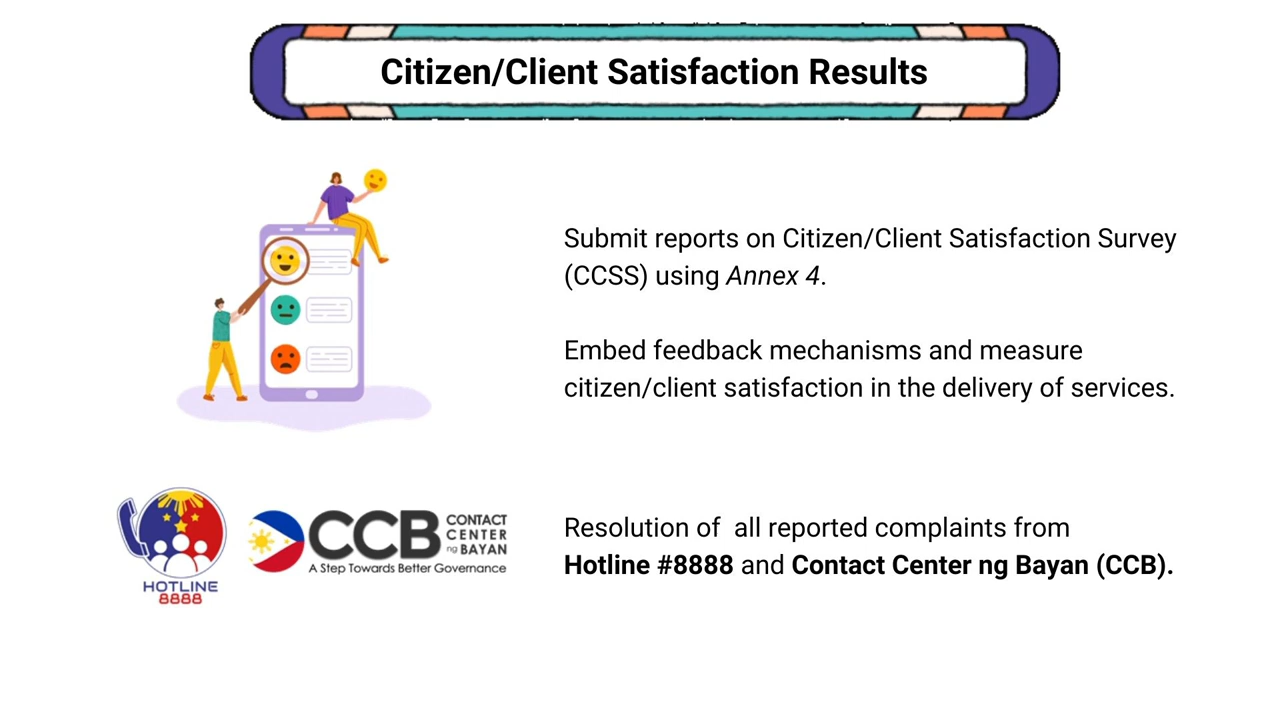 Citizen/Client Satisfaction Results
Submit reports on Citizen/Client Satisfaction Survey
(CCSS) using Annex 4.
Embed feedback mechanisms and measure
citizen/client satisfaction in the delivery of services.
HOTLINE
8888
CCB CONTACT
CENTER
ng BAYAN
A Step Towards Better Governance
Resolution of  all reported complaints from
Hotline #8888 and Contact Center ng Bayan (CCB).